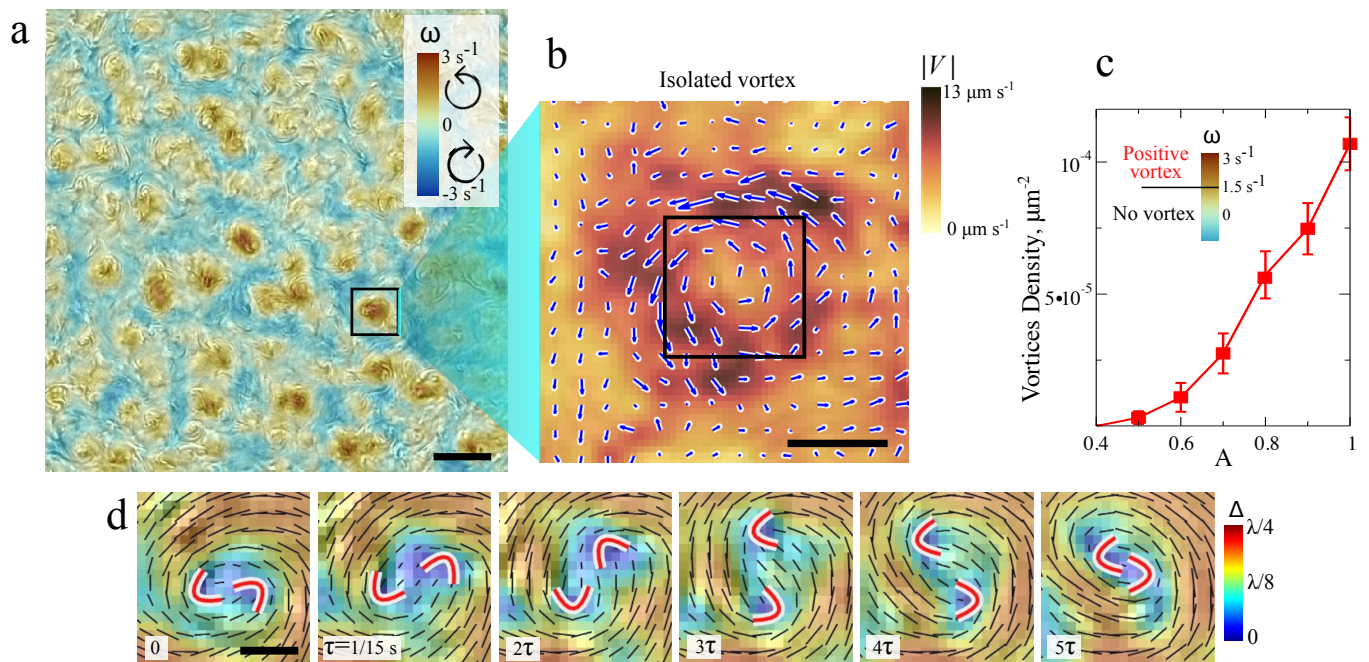 a
ω
3 s⁻¹
0
-3 s⁻¹
b
Isolated vortex
|V|
13 μm s⁻¹
0 μm s⁻¹
c
Vortices Density, μm⁻²
10⁻⁴
5•10⁻⁵
Positive
vortex
No vortex
ω
3 s⁻¹
1.5 s⁻¹
0
0.4 0.6 0.8 1
A
d
0
τ=1/15 s
2τ
3τ
4τ
5τ
Δ
λ/4
λ/8
0